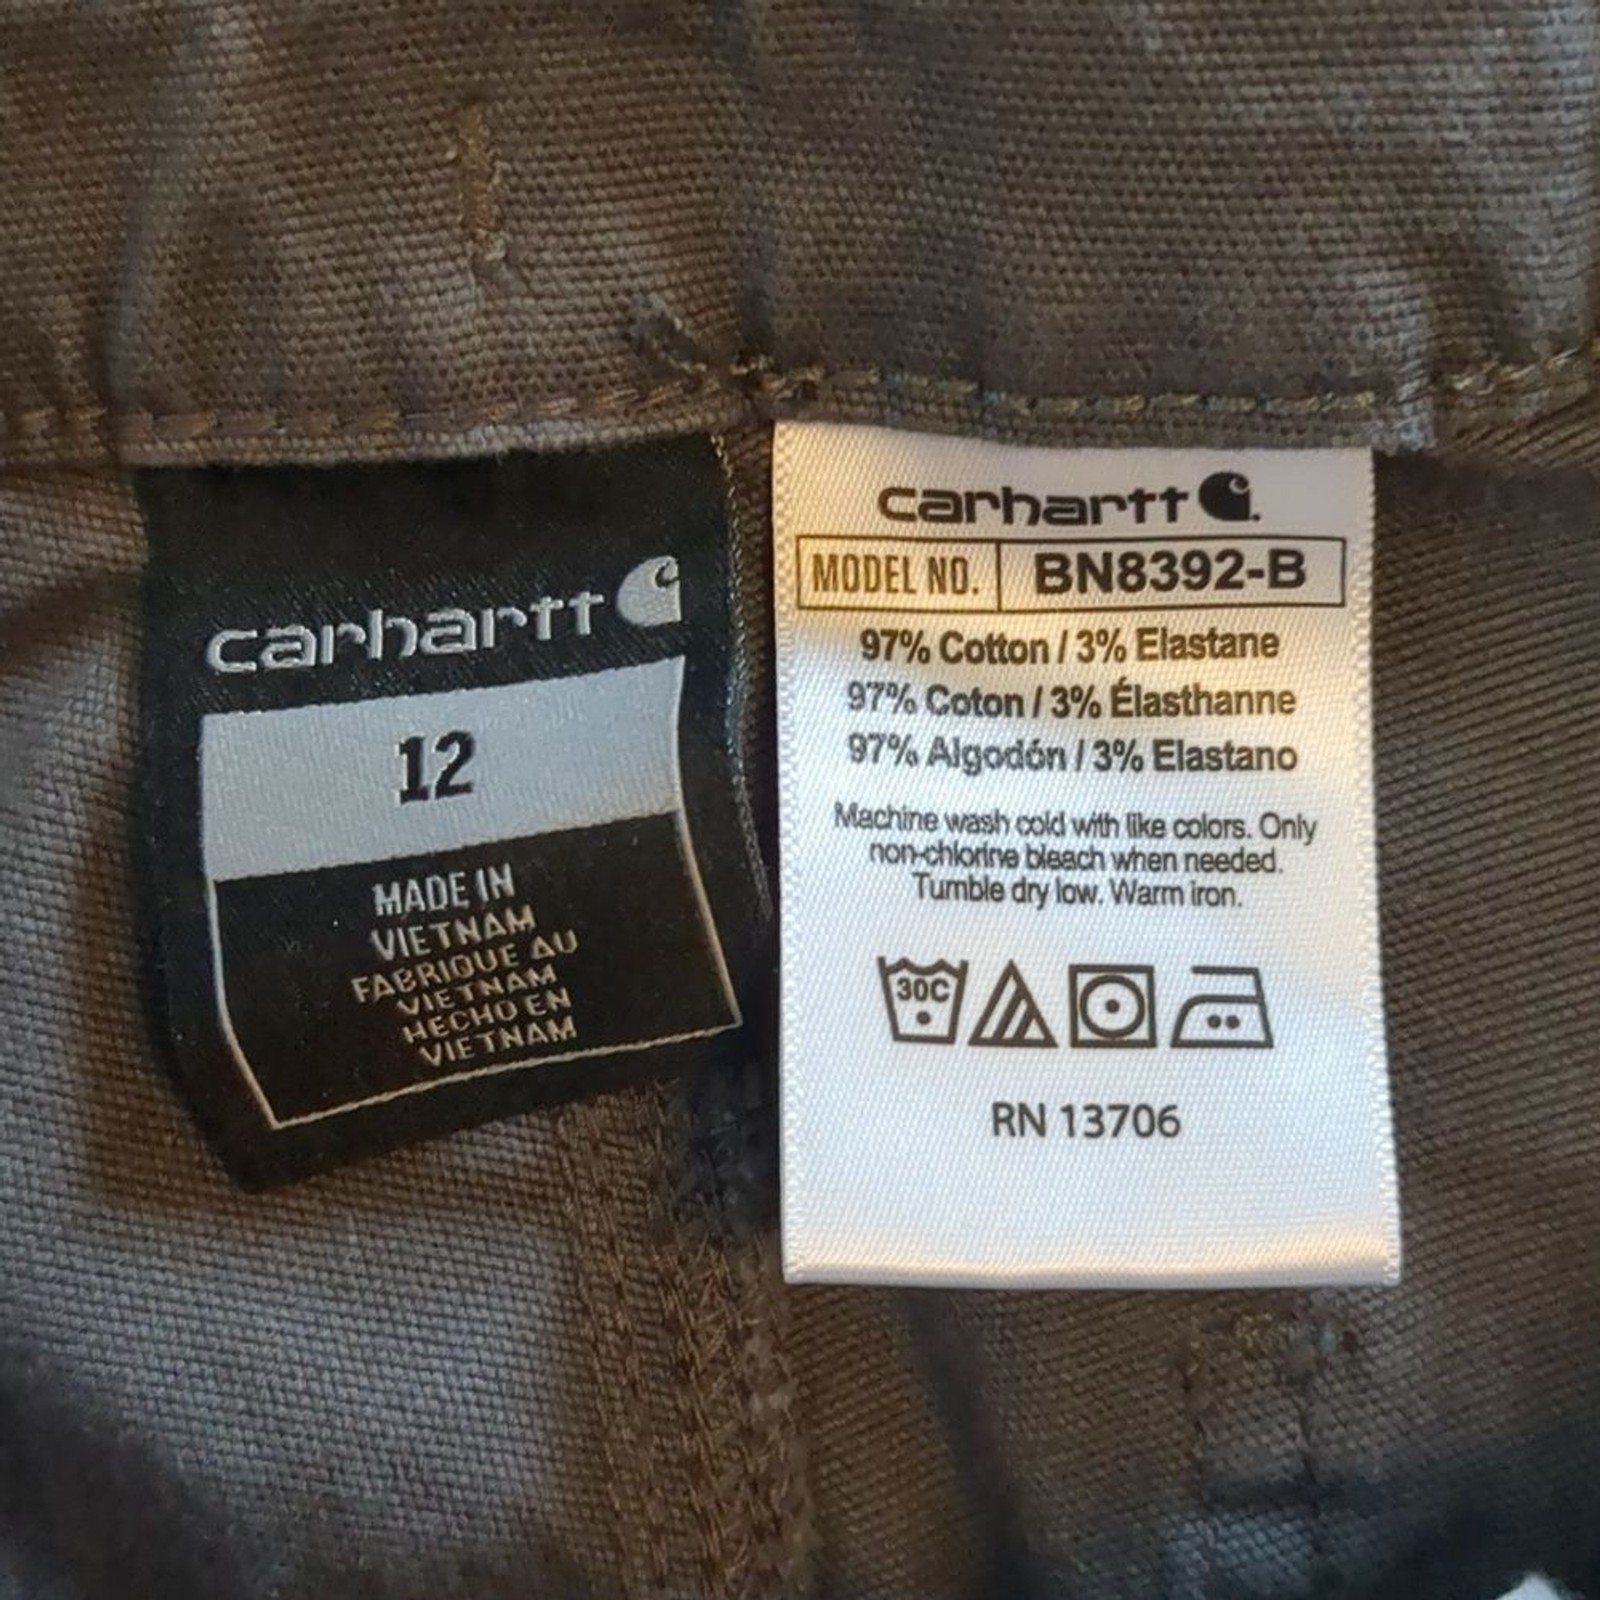 carhartt
12
MADE IN
VIETNAM
FABRIQUE AU
VIETNAM
HECHO EN
VIETNAM
carhartt
MODEL NO. BN8392-B
97% Cotton / 3% Elastane
97% Coton / 3% Élasthanne
97% Algodón / 3% Elastano
Machine wash cold with like colors. Only
non-chlorine bleach when needed.
Tumble dry low. Warm iron.
30C
RN 13706